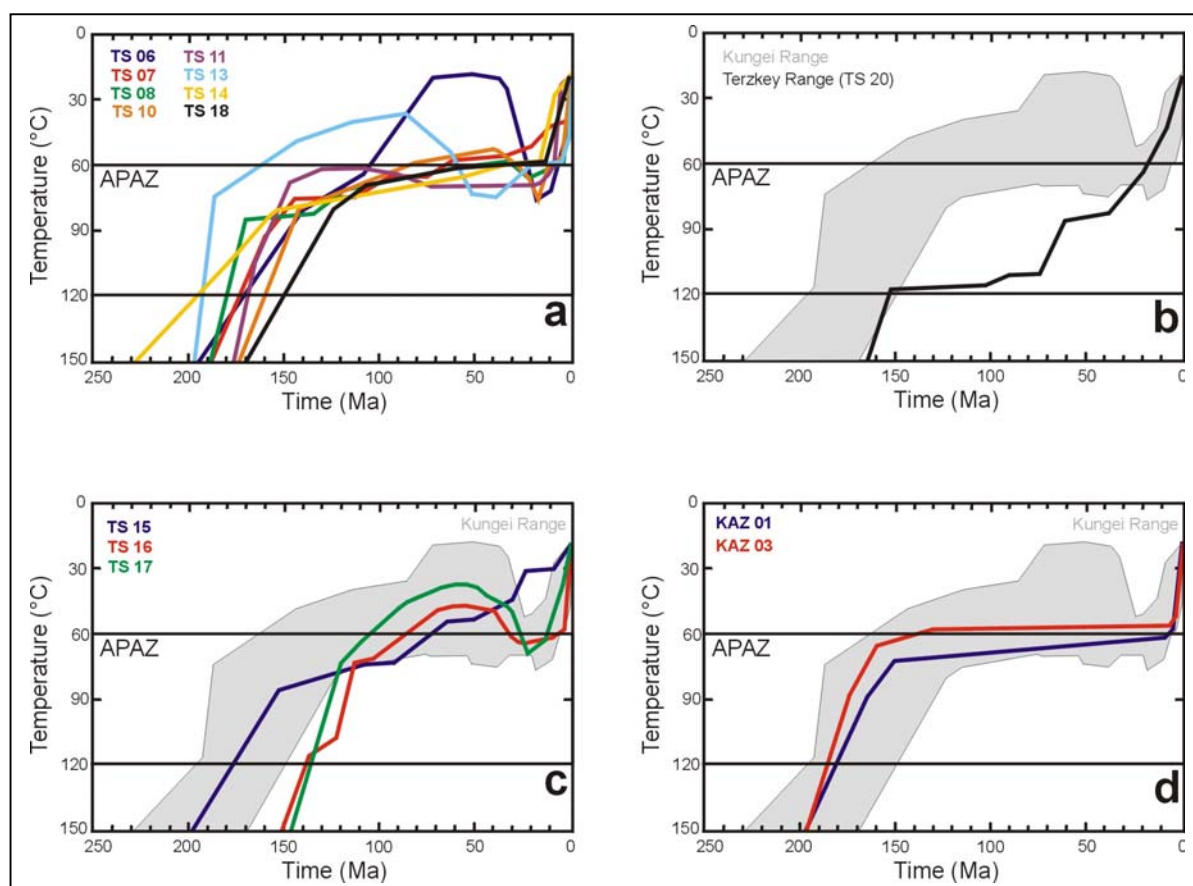 0
30
60
90
120
150
Temperature (°C)
TS 06 TS 11
TS 07 TS 13
TS 08 TS 14
TS 10 TS 18
APAZ
a
250 200 150 100 50 0
Time (Ma)
0
30
60
90
120
150
Temperature (°C)
Kungei Range
Terzkey Range (TS 20)
APAZ
b
250 200 150 100 50 0
Time (Ma)
0
30
60
90
120
150
Temperature (°C)
TS 15 Kungei Range
TS 16
TS 17
APAZ
c
250 200 150 100 50 0
Time (Ma)
0
30
60
90
120
150
Temperature (°C)
KAZ 01 Kungei Range
KAZ 03
APAZ
d
250 200 150 100 50 0
Time (Ma)